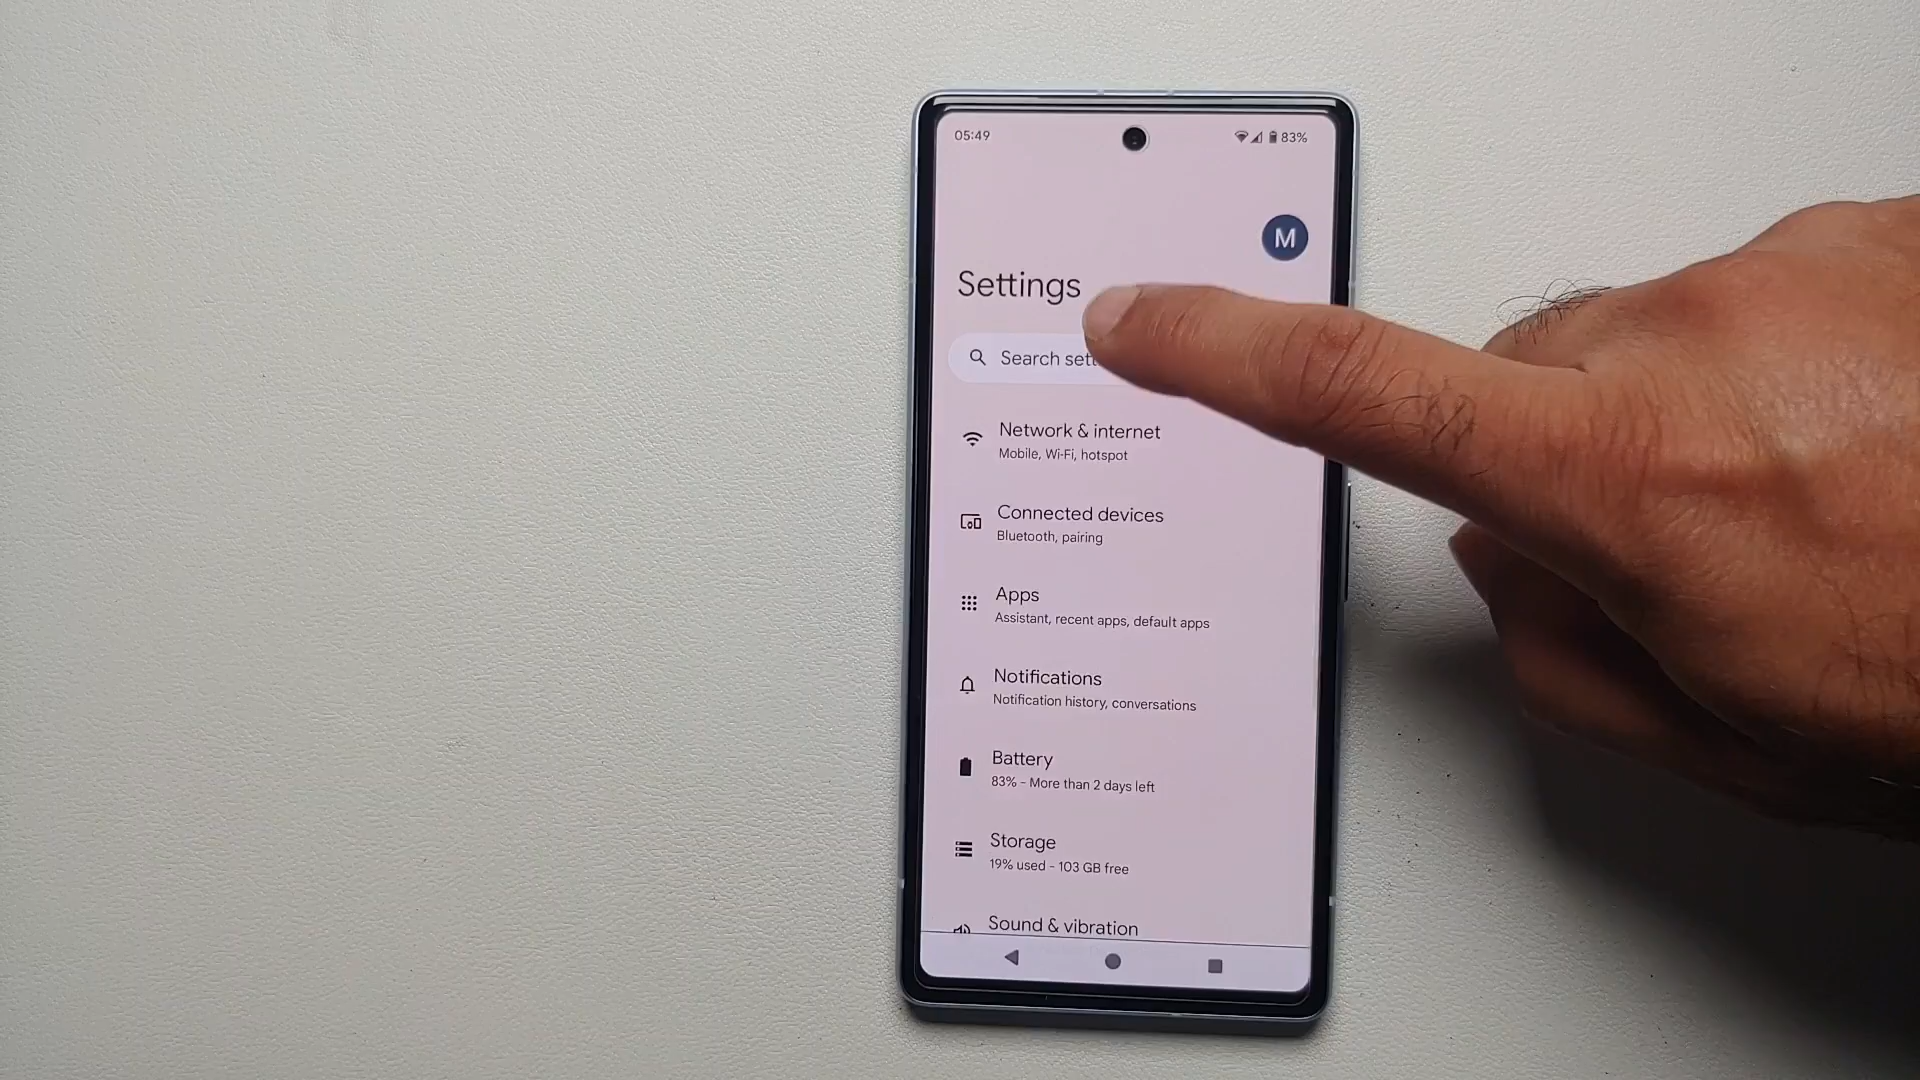 05:49
83%
M
Settings
Search
Network & internet
Mobile, Wi-Fi, hotspot
Connected devices
Bluetooth, pairing
Apps
Assistant, recent apps, default apps
Notifications
Notification history, conversations
Battery
83% - More than 2 days left
Storage
19% used - 103 GB free
Sound & vibration